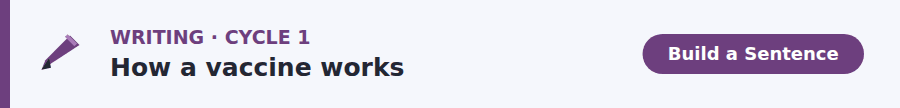 WRITING · CYCLE 1
How a vaccine works
Build a Sentence